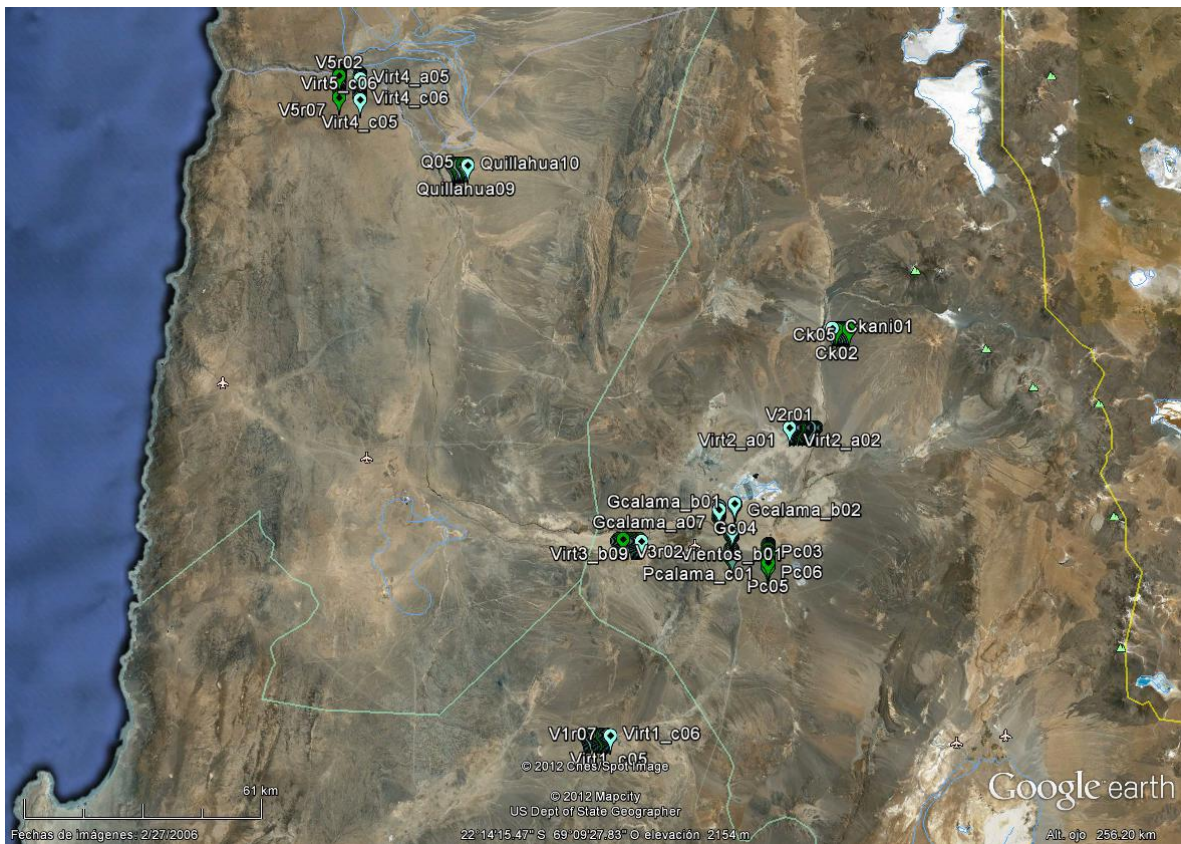 V5r02
Virt4_a05
Virt5_c06
Virt4_c06
V5r07
Virt4_c05
Q05
Quillahua10
Quillahua09
Ck05
Ckani01
Ck02
V2r01
Virt2_a01
Virt2_a02
Gcalama_b01
Gcalama_b02
Gcalama_a07
Gc04
Virt3_b09
V3r02
Vientos_b01
Pc03
Pcalama_c01
Pc06
Pc05
V1r07
Virt1_c06
Virt1_c05
© 2012 Cnes/Spot Image
© 2012 Mapcity
US Dept of State Geographer
Google earth
61 km
Fechas de imágenes: 2/27/2006
22°14'15.47" S 69°09'27.83" O elevación 2154 m
Alt. ojo 256.20 km